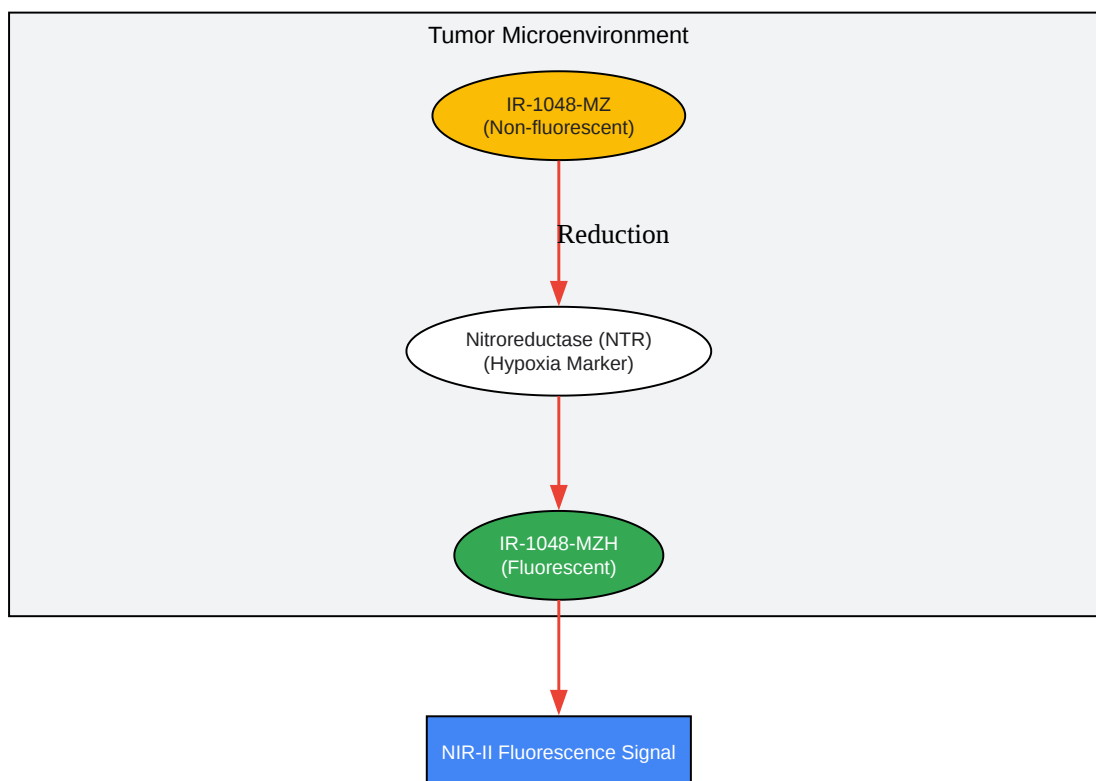 Tumor Microenvironment
IR-1048-MZ
(Non-fluorescent)
Reduction
Nitroreductase (NTR)
(Hypoxia Marker)
IR-1048-MZH
(Fluorescent)
NIR-II Fluorescence Signal